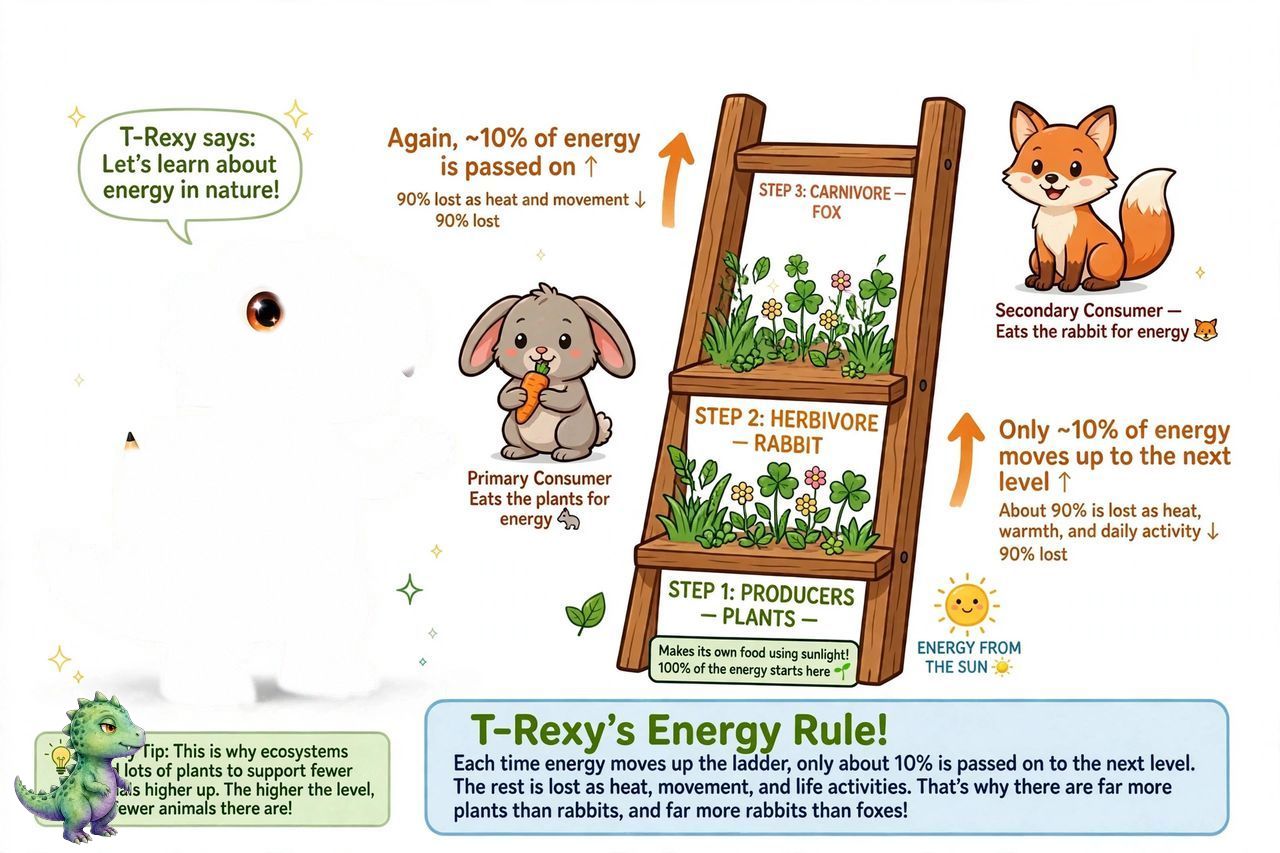 T-Rexy says:
Let's learn about
energy in nature!
Again, ~10% of energy
is passed on ↑
90% lost as heat and movement ↓
90% lost
STEP 3: CARNIVORE —
FOX
Secondary Consumer —
Eats the rabbit for energy
Primary Consumer
Eats the plants for
energy
STEP 2: HERBIVORE
— RABBIT
Only ~10% of energy
moves up to the next
level ↑
About 90% is lost as heat,
warmth, and daily activity ↓
90% lost
STEP 1: PRODUCERS
— PLANTS —
Makes its own food using sunlight!
100% of the energy starts here
ENERGY FROM
THE SUN
T-Rexy's Energy Rule!
Each time energy moves up the ladder, only about 10% is passed on to the next level.
The rest is lost as heat, movement, and life activities. That's why there are far more
plants than rabbits, and far more rabbits than foxes!
Tip: This is why ecosystems
lots of plants to support fewer
higher up. The higher the level,
fewer animals there are!